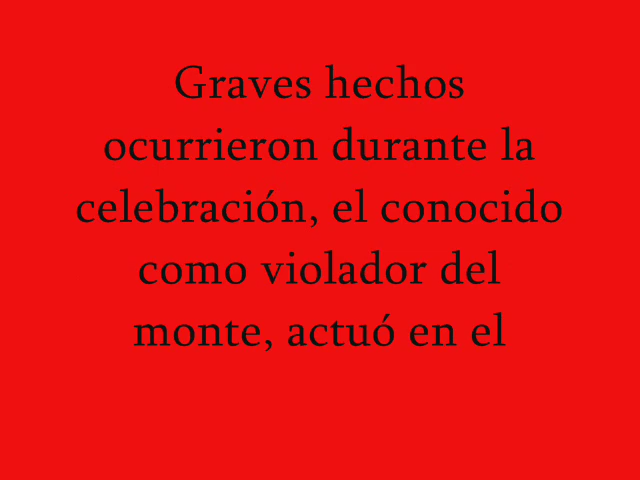 Graves hechos
ocurrieron durante la
celebración, el conocido
como violador del
monte, actuó en el